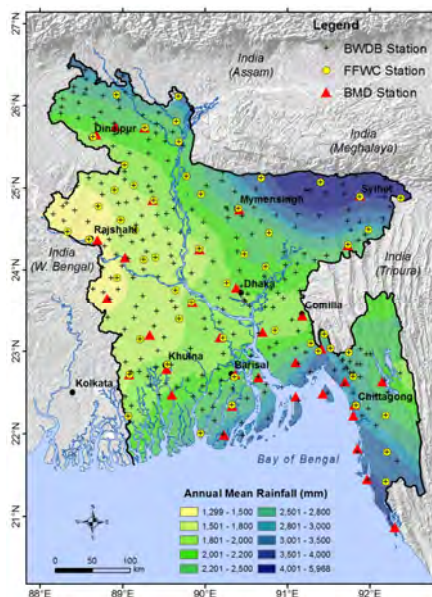 27°N
26°N
25°N
24°N
23°N
22°N
21°N
Legend
BWDB Station
FFWC Station
BMD Station
India
(Assam)
India
(Meghalaya)
Dinajpur
Mymensingh
Sylhet
Rajshahi
India
(W. Bengal)
India
(Tripura)
Dhaka
Comilla
Khulna
Barisal
Kolkata
Chittagong
Bay of Bengal
Annual Mean Rainfall (mm)
1,299 - 1,500
1,501 - 1,800
1,801 - 2,000
2,001 - 2,200
2,201 - 2,500
2,501 - 2,800
2,801 - 3,000
3,001 - 3,500
3,501 - 4,000
4,001 - 5,968
0 50 100
km
88°E 89°E 90°E 91°E 92°E